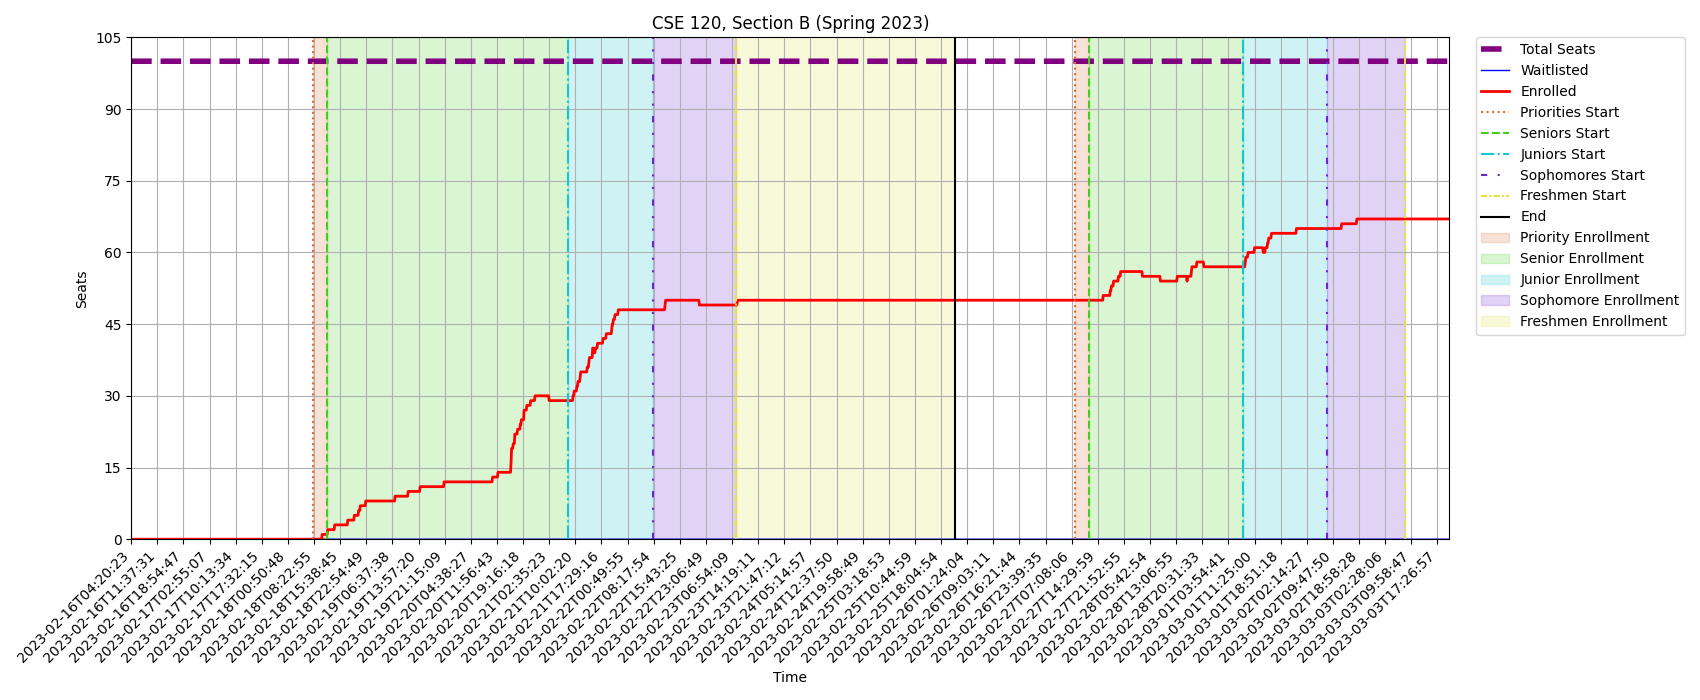 CSE 120, Section B (Spring 2023)
Seats
105
90
75
60
45
30
15
0
2023-02-16T04:20:23
2023-02-16T11:37:31
2023-02-16T18:54:47
2023-02-17T02:55:07
2023-02-17T10:13:34
2023-02-17T17:32:15
2023-02-18T00:50:48
2023-02-18T08:22:55
2023-02-18T15:38:45
2023-02-18T22:54:49
2023-02-19T06:37:38
2023-02-19T13:57:20
2023-02-19T21:15:09
2023-02-20T04:38:27
2023-02-20T11:56:43
2023-02-20T19:16:18
2023-02-21T02:35:23
2023-02-21T10:02:20
2023-02-21T17:29:16
2023-02-22T00:49:55
2023-02-22T08:17:54
2023-02-22T15:43:25
2023-02-22T23:06:49
2023-02-23T06:54:09
2023-02-23T14:19:11
2023-02-23T21:47:12
2023-02-24T05:14:57
2023-02-24T12:37:50
2023-02-24T19:58:49
2023-02-25T03:18:53
2023-02-25T10:44:59
2023-02-25T18:04:54
2023-02-26T01:24:04
2023-02-26T09:03:11
2023-02-26T16:21:44
2023-02-26T23:39:35
2023-02-27T07:08:06
2023-02-27T14:29:59
2023-02-27T21:52:55
2023-02-28T05:42:54
2023-02-28T13:06:55
2023-02-28T20:31:33
2023-03-01T03:54:41
2023-03-01T11:25:00
2023-03-01T18:51:18
2023-03-02T02:14:27
2023-03-02T09:47:50
2023-03-02T18:58:28
2023-03-03T02:28:06
2023-03-03T09:58:47
2023-03-03T17:26:57
Time
Total Seats
Waitlisted
Enrolled
Priorities Start
Seniors Start
Juniors Start
Sophomores Start
Freshmen Start
End
Priority Enrollment
Senior Enrollment
Junior Enrollment
Sophomore Enrollment
Freshmen Enrollment